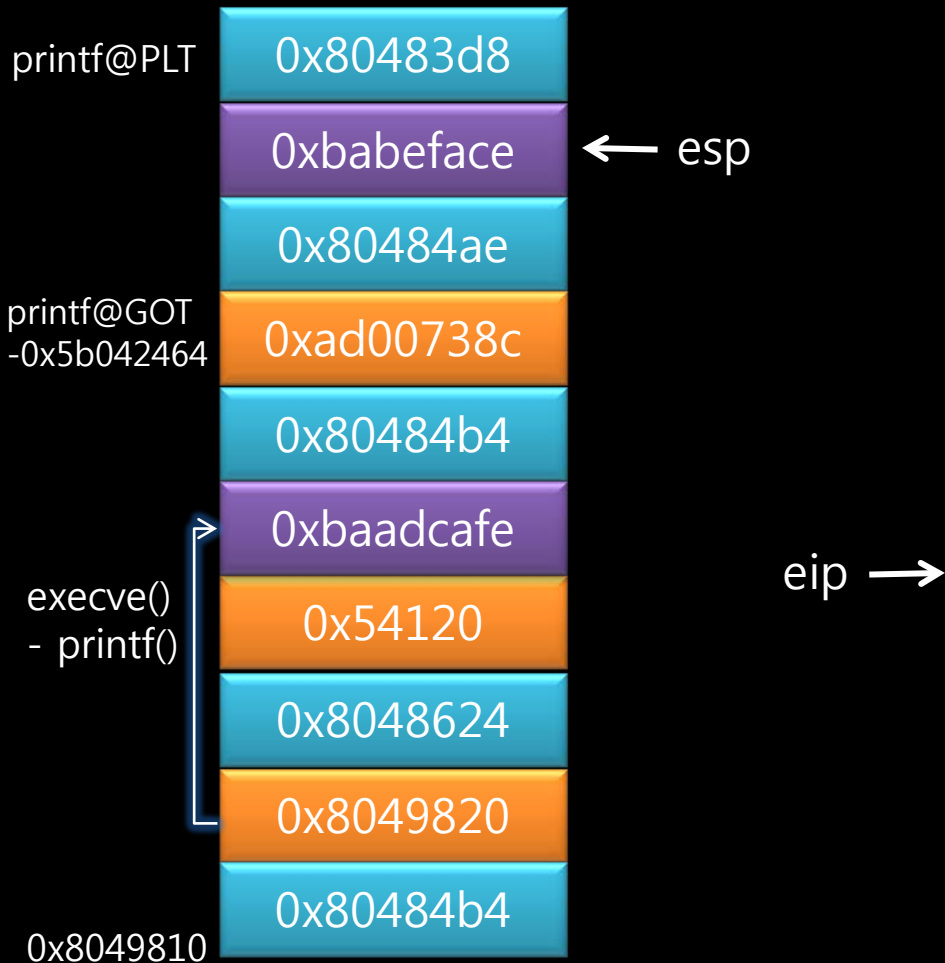 printf@PLT
0x80483d8
0xbabeface
esp
0x80484ae
printf@GOT
-0x5b042464
0xad00738c
0x80484b4
0xbaadcafe
eip
execve()
- printf()
0x54120
0x8048624
0x8049820
0x80484b4
0x8049810